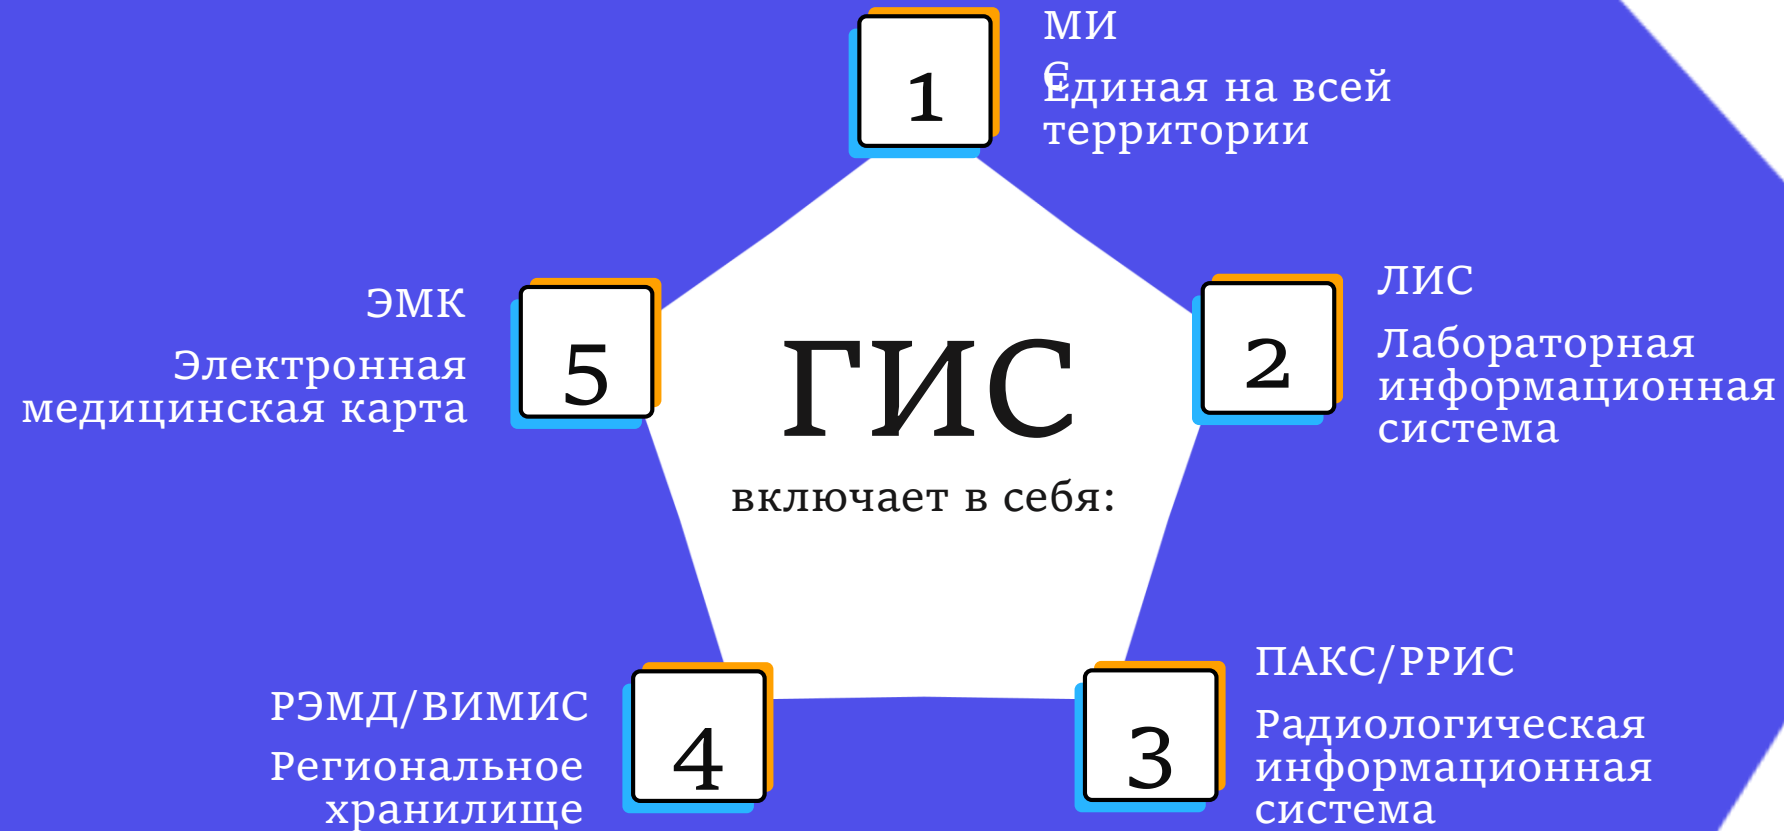 1
МИ
С
Единая на всей
территории
ГИС
включает в себя:
2
ЛИС
Лабораторная
информационная
система
3
ПАКС/РРИС
Радиологическая
информационная
система
4
РЭМД/ВИМИС
Региональное
хранилище
5
ЭМК
Электронная
медицинская карта